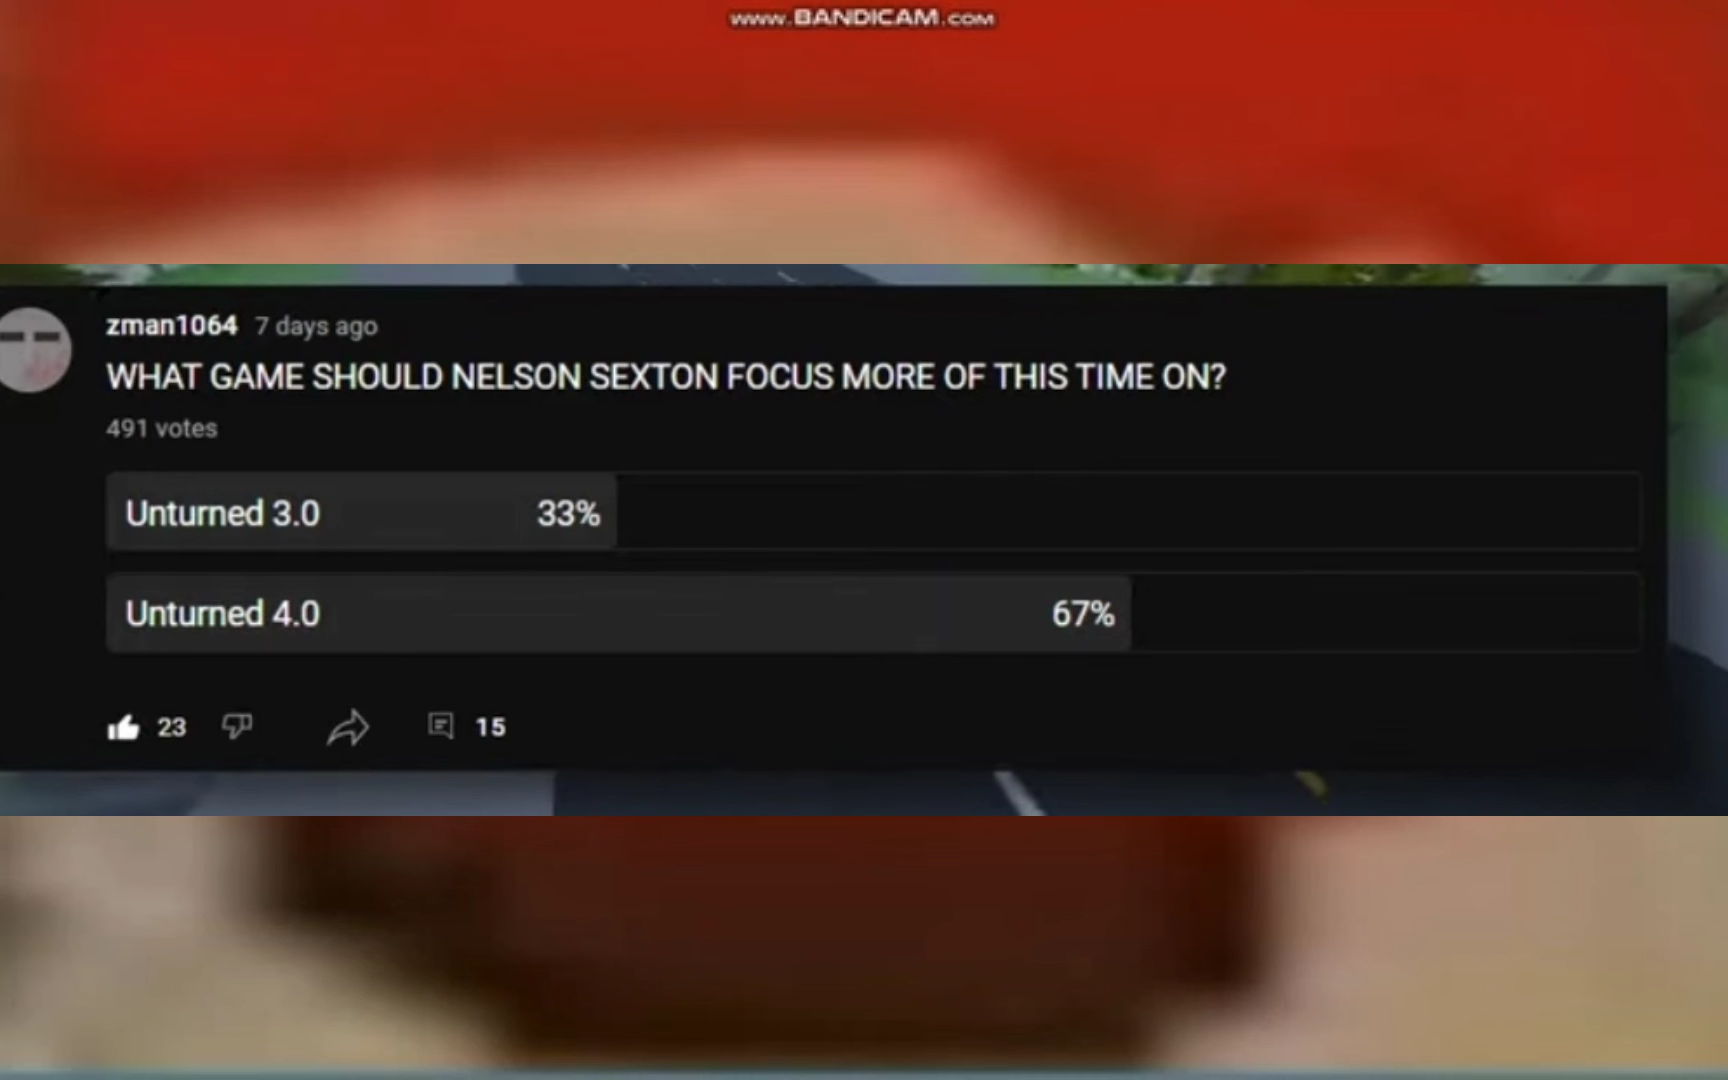 www.BANDICAM.com
zman1064 7 days ago
WHAT GAME SHOULD NELSON SEXTON FOCUS MORE OF THIS TIME ON?
491 votes
Unturned 3.0 33%
Unturned 4.0 67%
23 15